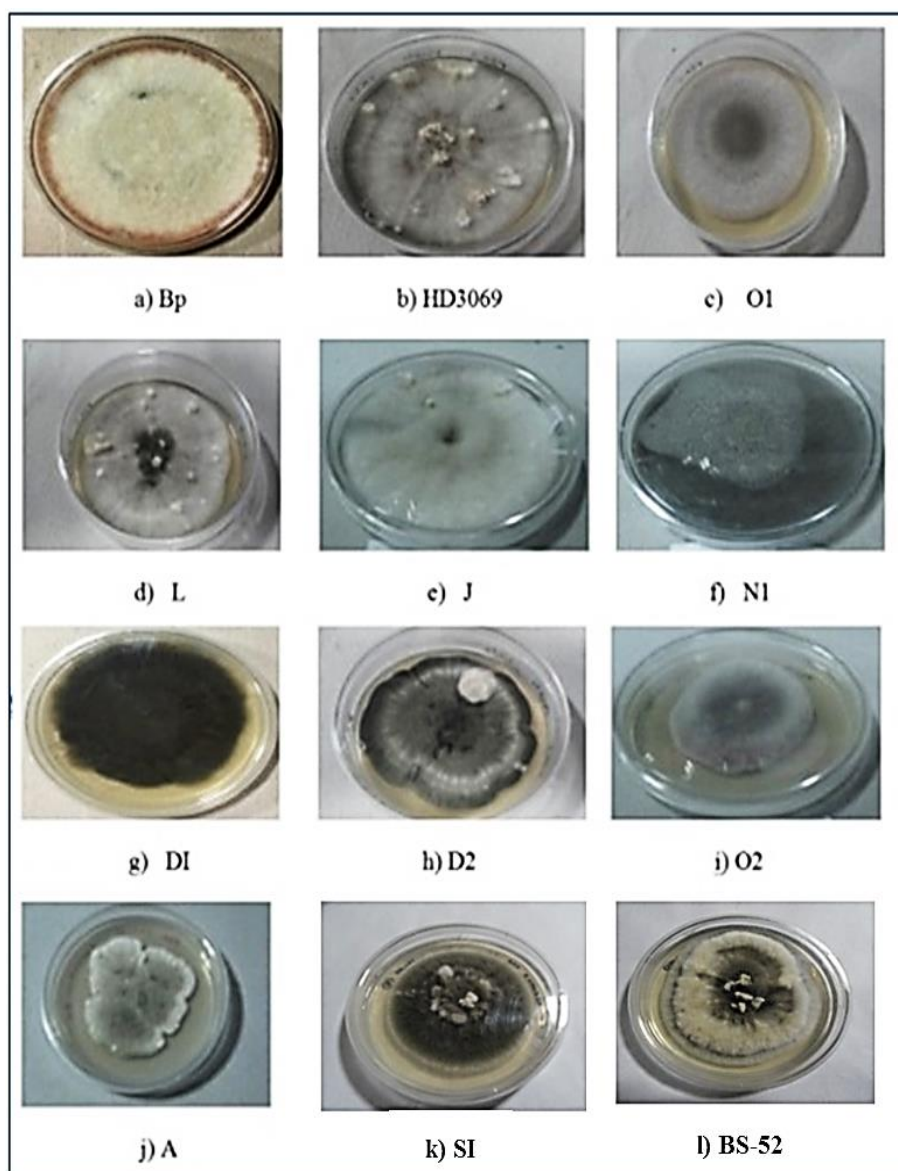 a) Bp
b) HD3069
c) O1
d) L
e) J
f) N1
g) DI
h) D2
i) O2
j) A
k) SI
l) BS-52